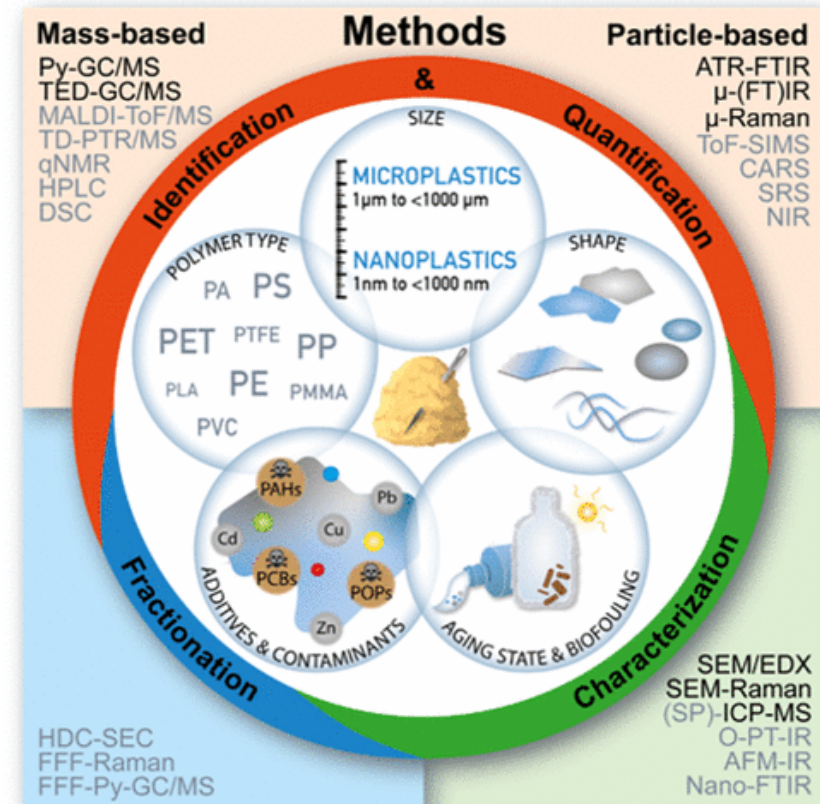 Methods
Mass-based
Py-GC/MS
TED-GC/MS
MALDI-ToF/MS
TD-PTR/MS
qNMR
HPLC
DSC
Particle-based
ATR-FTIR
µ-(FT)IR
µ-Raman
ToF-SIMS
CARS
SRS
NIR
Identification
&
Quantification
SIZE
MICROPLASTICS
1µm to <1000 µm
NANOPLASTICS
1nm to <1000 nm
POLYMER TYPE
PA PS
PET PTFE PP
PLA PE PMMA
PVC
SHAPE
ADDITIVES & CONTAMINANTS
PAHs
Pb
Cd
Cu
PCBs
POPs
Zn
AGING STATE & BIOFOULING
Fractionation
HDC-SEC
FFF-Raman
FFF-Py-GC/MS
Characterization
SEM/EDX
SEM-Raman
(SP)-ICP-MS
O-PT-IR
AFM-IR
Nano-FTIR